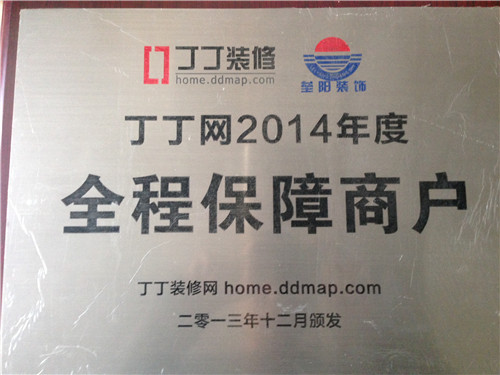 丁丁装修
home.ddmap.com
莹阳装饰
丁丁网2014年度
全程保障商户
丁丁装修网 home.ddmap.com
二零一三年十二月颁发